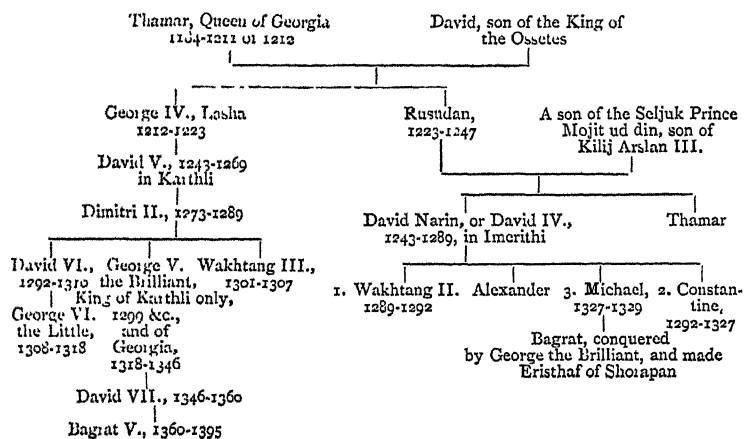 Thamar, Queen of Georgia
1184-1211 or 1212
David, son of the King of
the Ossetes
George IV., Lasha
1212-1223
Rusudan,
1223-1247
A son of the Seljuk Prince
Mojit ud din, son of
Kilij Arslan III.
David V., 1243-1269
in Karthli
Dimitri II., 1273-1289
David Narin, or David IV.,
1243-1289, in Imerithi
Thamar
David VI.,
1292-1310
George VI.
the Little,
1308-1318
George V.
the Brilliant,
King of Karthli only,
1299 &c.,
and of
Georgia,
1318-1346
Wakhtang III.,
1301-1307
1. Wakhtang II.
1289-1292
Alexander
3. Michael,
1327-1329
2. Constan-
tine,
1292-1327
Bagrat, conquered
by George the Brilliant, and made
Eristhaf of Shorapan
David VII., 1346-1360
Bagrat V., 1360-1395